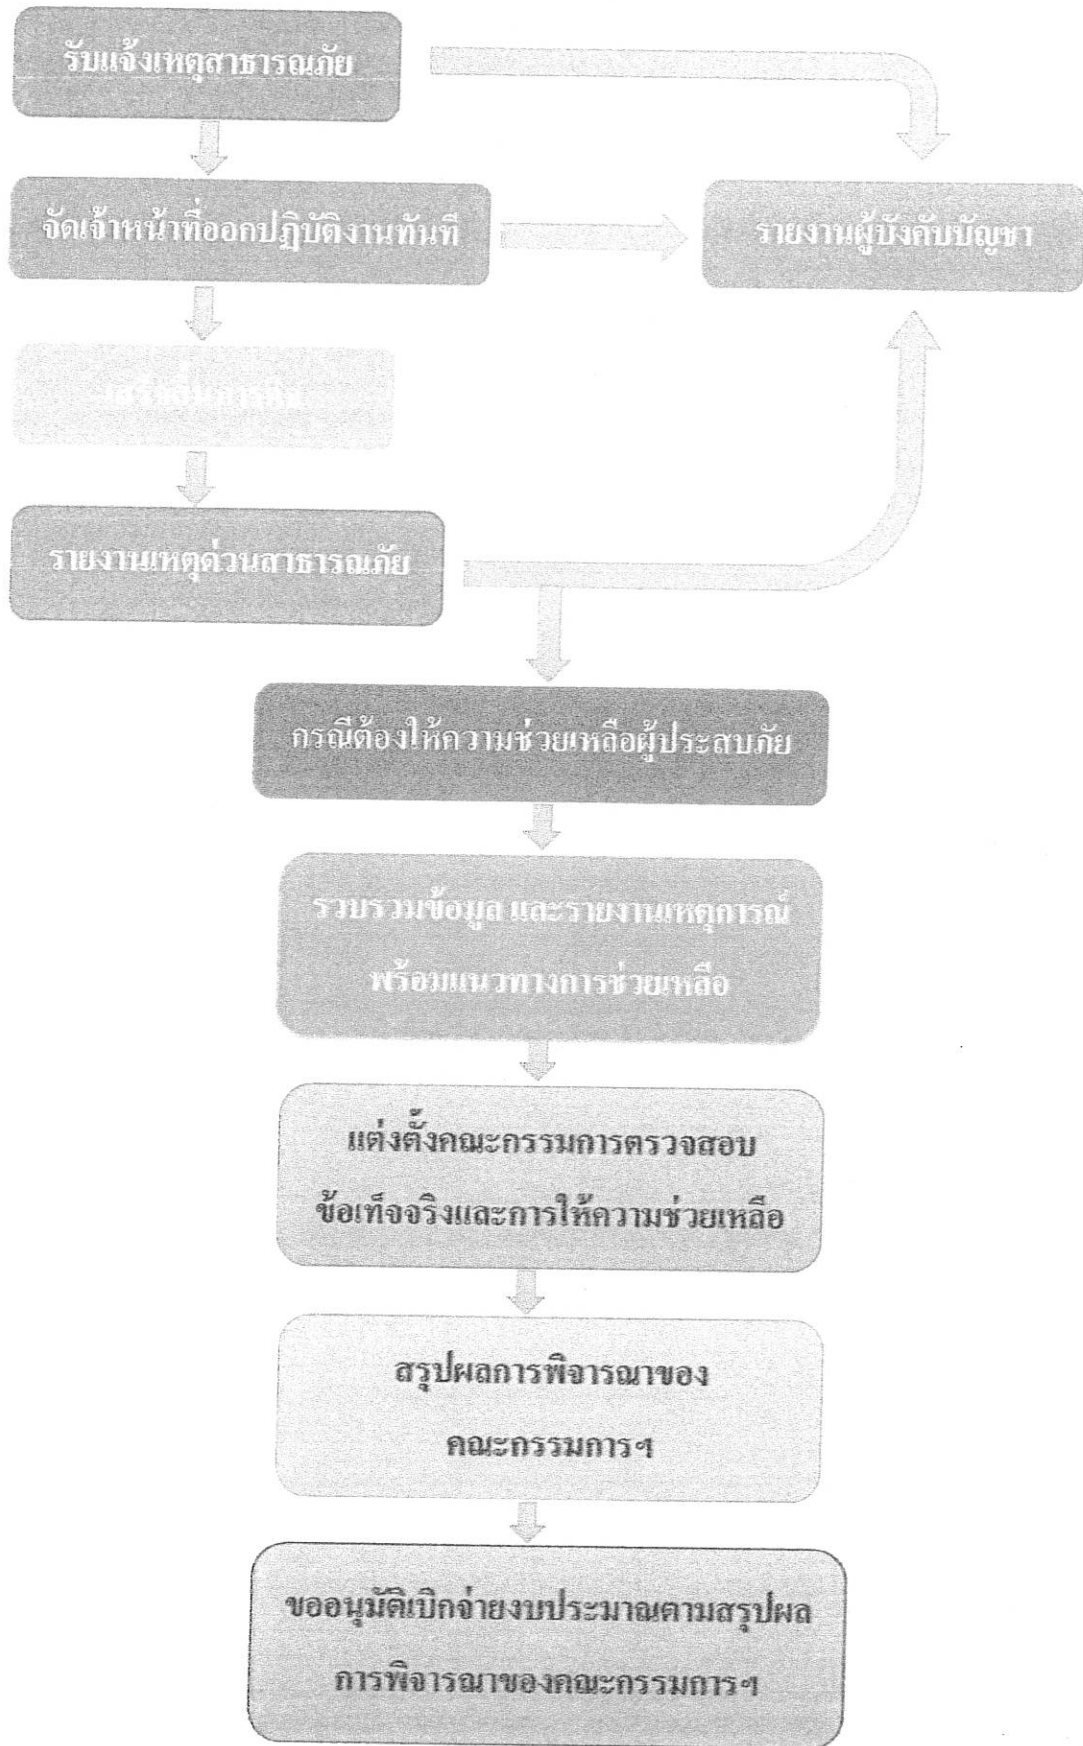 รับแจ้งเหตุสาธารณภัย
จัดเจ้าหน้าที่ออกปฏิบัติงานทันที
รายงานผู้บังคับบัญชา
รายงานเหตุด่วนสาธารณภัย
กรณีต้องให้ความช่วยเหลือผู้ประสบภัย
รวบรวมข้อมูล และรายงานเหตุการณ์
พร้อมแนวทางการช่วยเหลือ
แต่งตั้งคณะกรรมการตรวจสอบ
ข้อเท็จจริงและการให้ความช่วยเหลือ
สรุปผลการพิจารณาของ
คณะกรรมการฯ
ขออนุมัติเบิกจ่ายงบประมาณตามสรุปผล
การพิจารณาของคณะกรรมการฯ